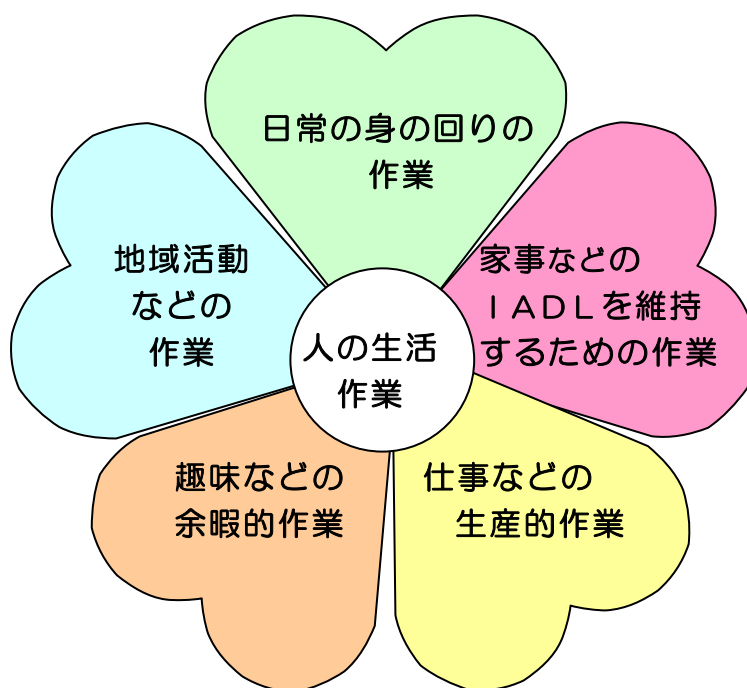 日常の身の回りの
作業
家事などの
ＩＡＤＬを維持
するための作業
地域活動
などの
作業
人の生活
作業
趣味などの
余暇的作業
仕事などの
生産的作業